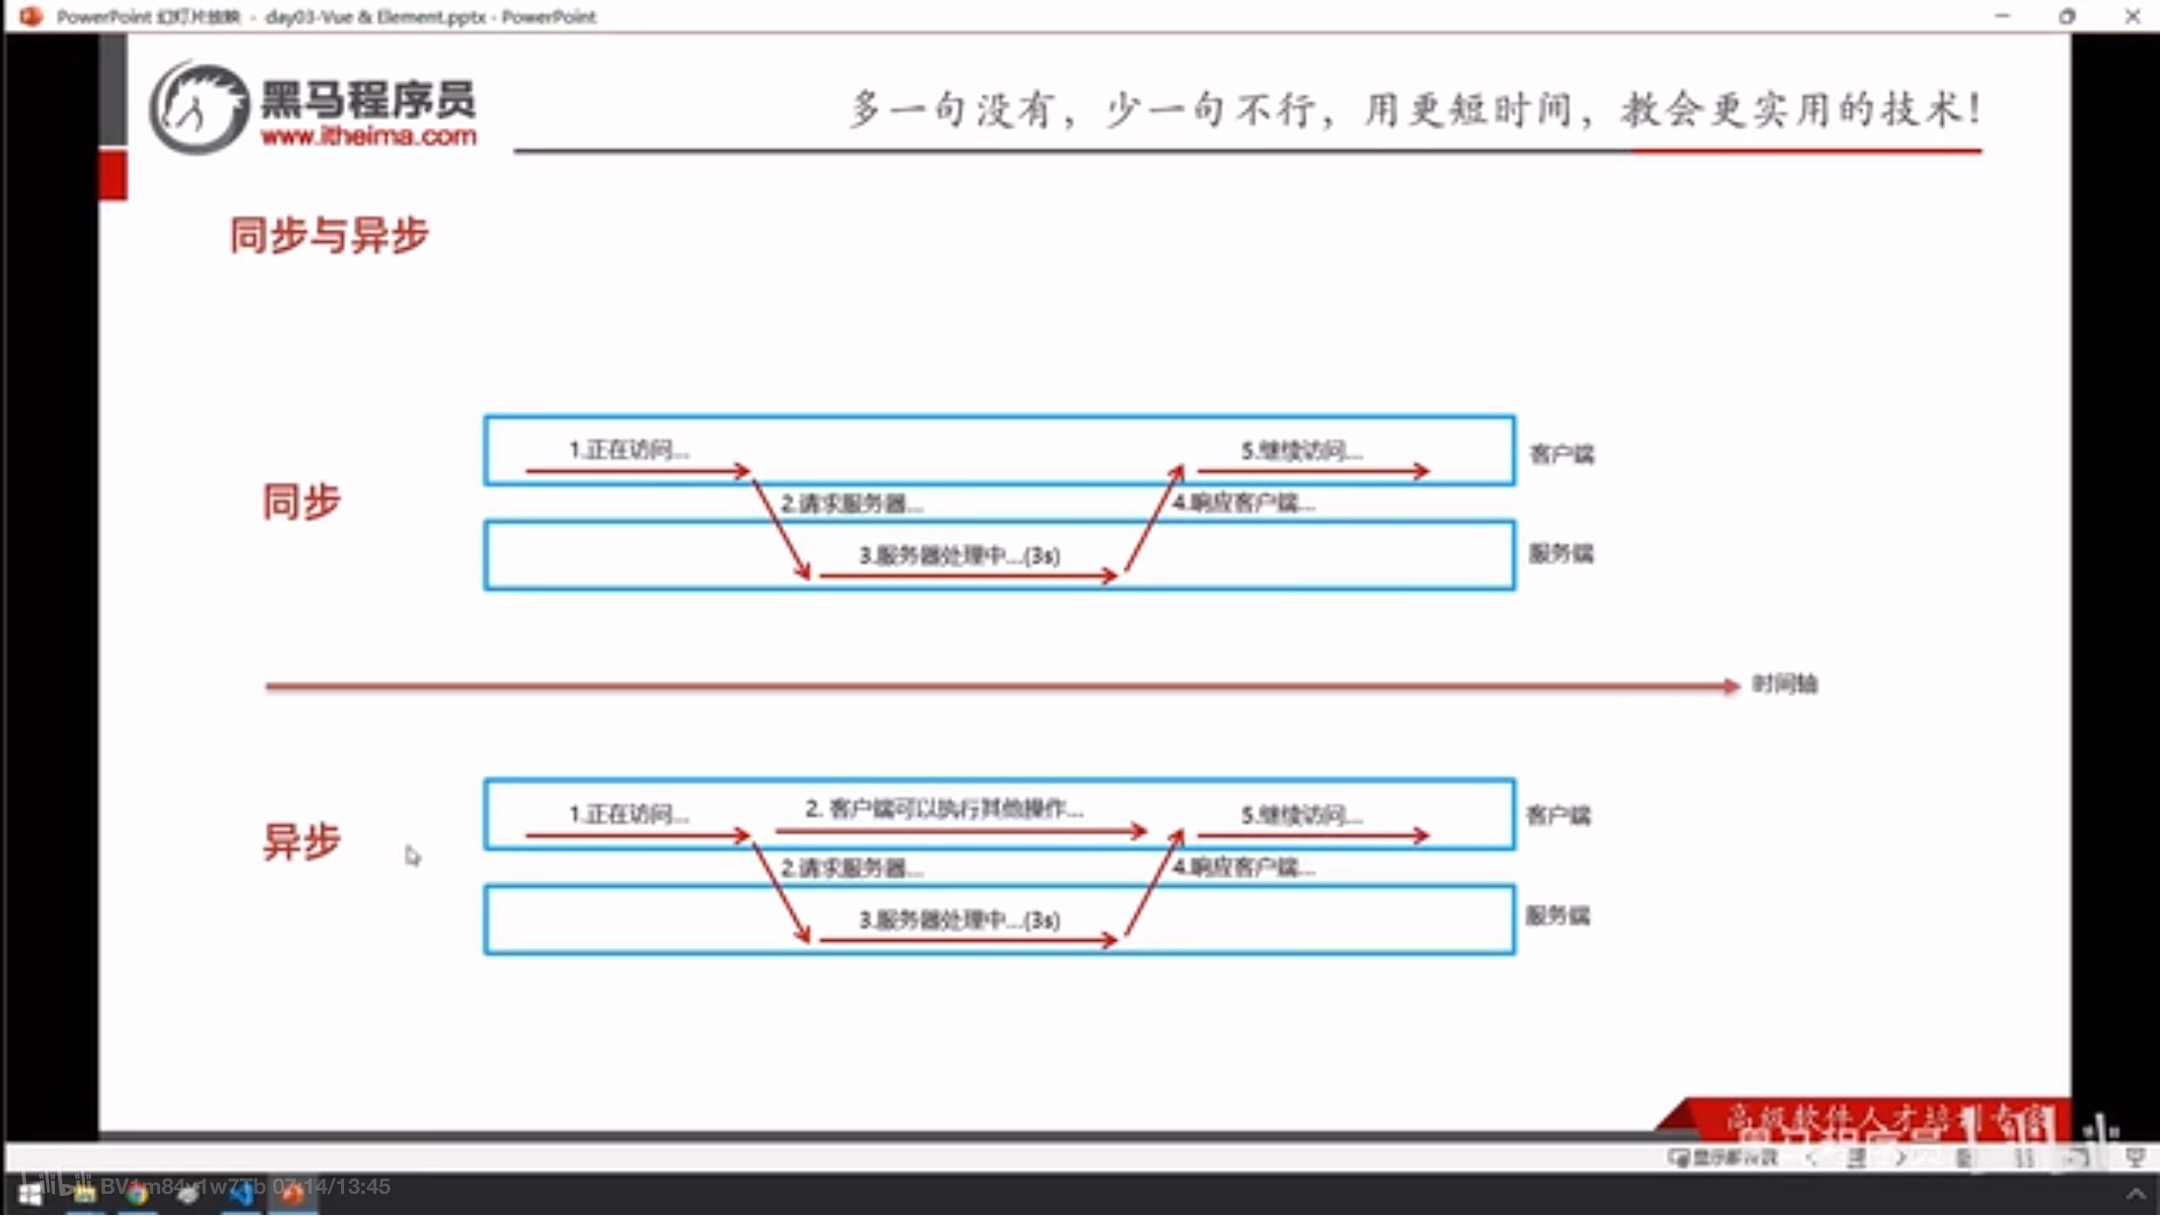 PowerPoint 幻灯片放映 - day03-Vue & Element.pptx - PowerPoint
黑马程序员
www.itheima.com
多一句没有，少一句不行，用更短时间，教会更实用的技术！
同步与异步
同步
1.正在访问...
5.继续访问...
客户端
2.请求服务器...
4.响应客户端...
3.服务器处理中...(3s)
服务端
时间轴
异步
1.正在访问...
2. 客户端可以执行其他操作...
5.继续访问...
客户端
2.请求服务器...
4.响应客户端...
3.服务器处理中...(3s)
服务端
高级软件人才培训专家
bilibili BV1m84y1w7Tb 07:14/13:45